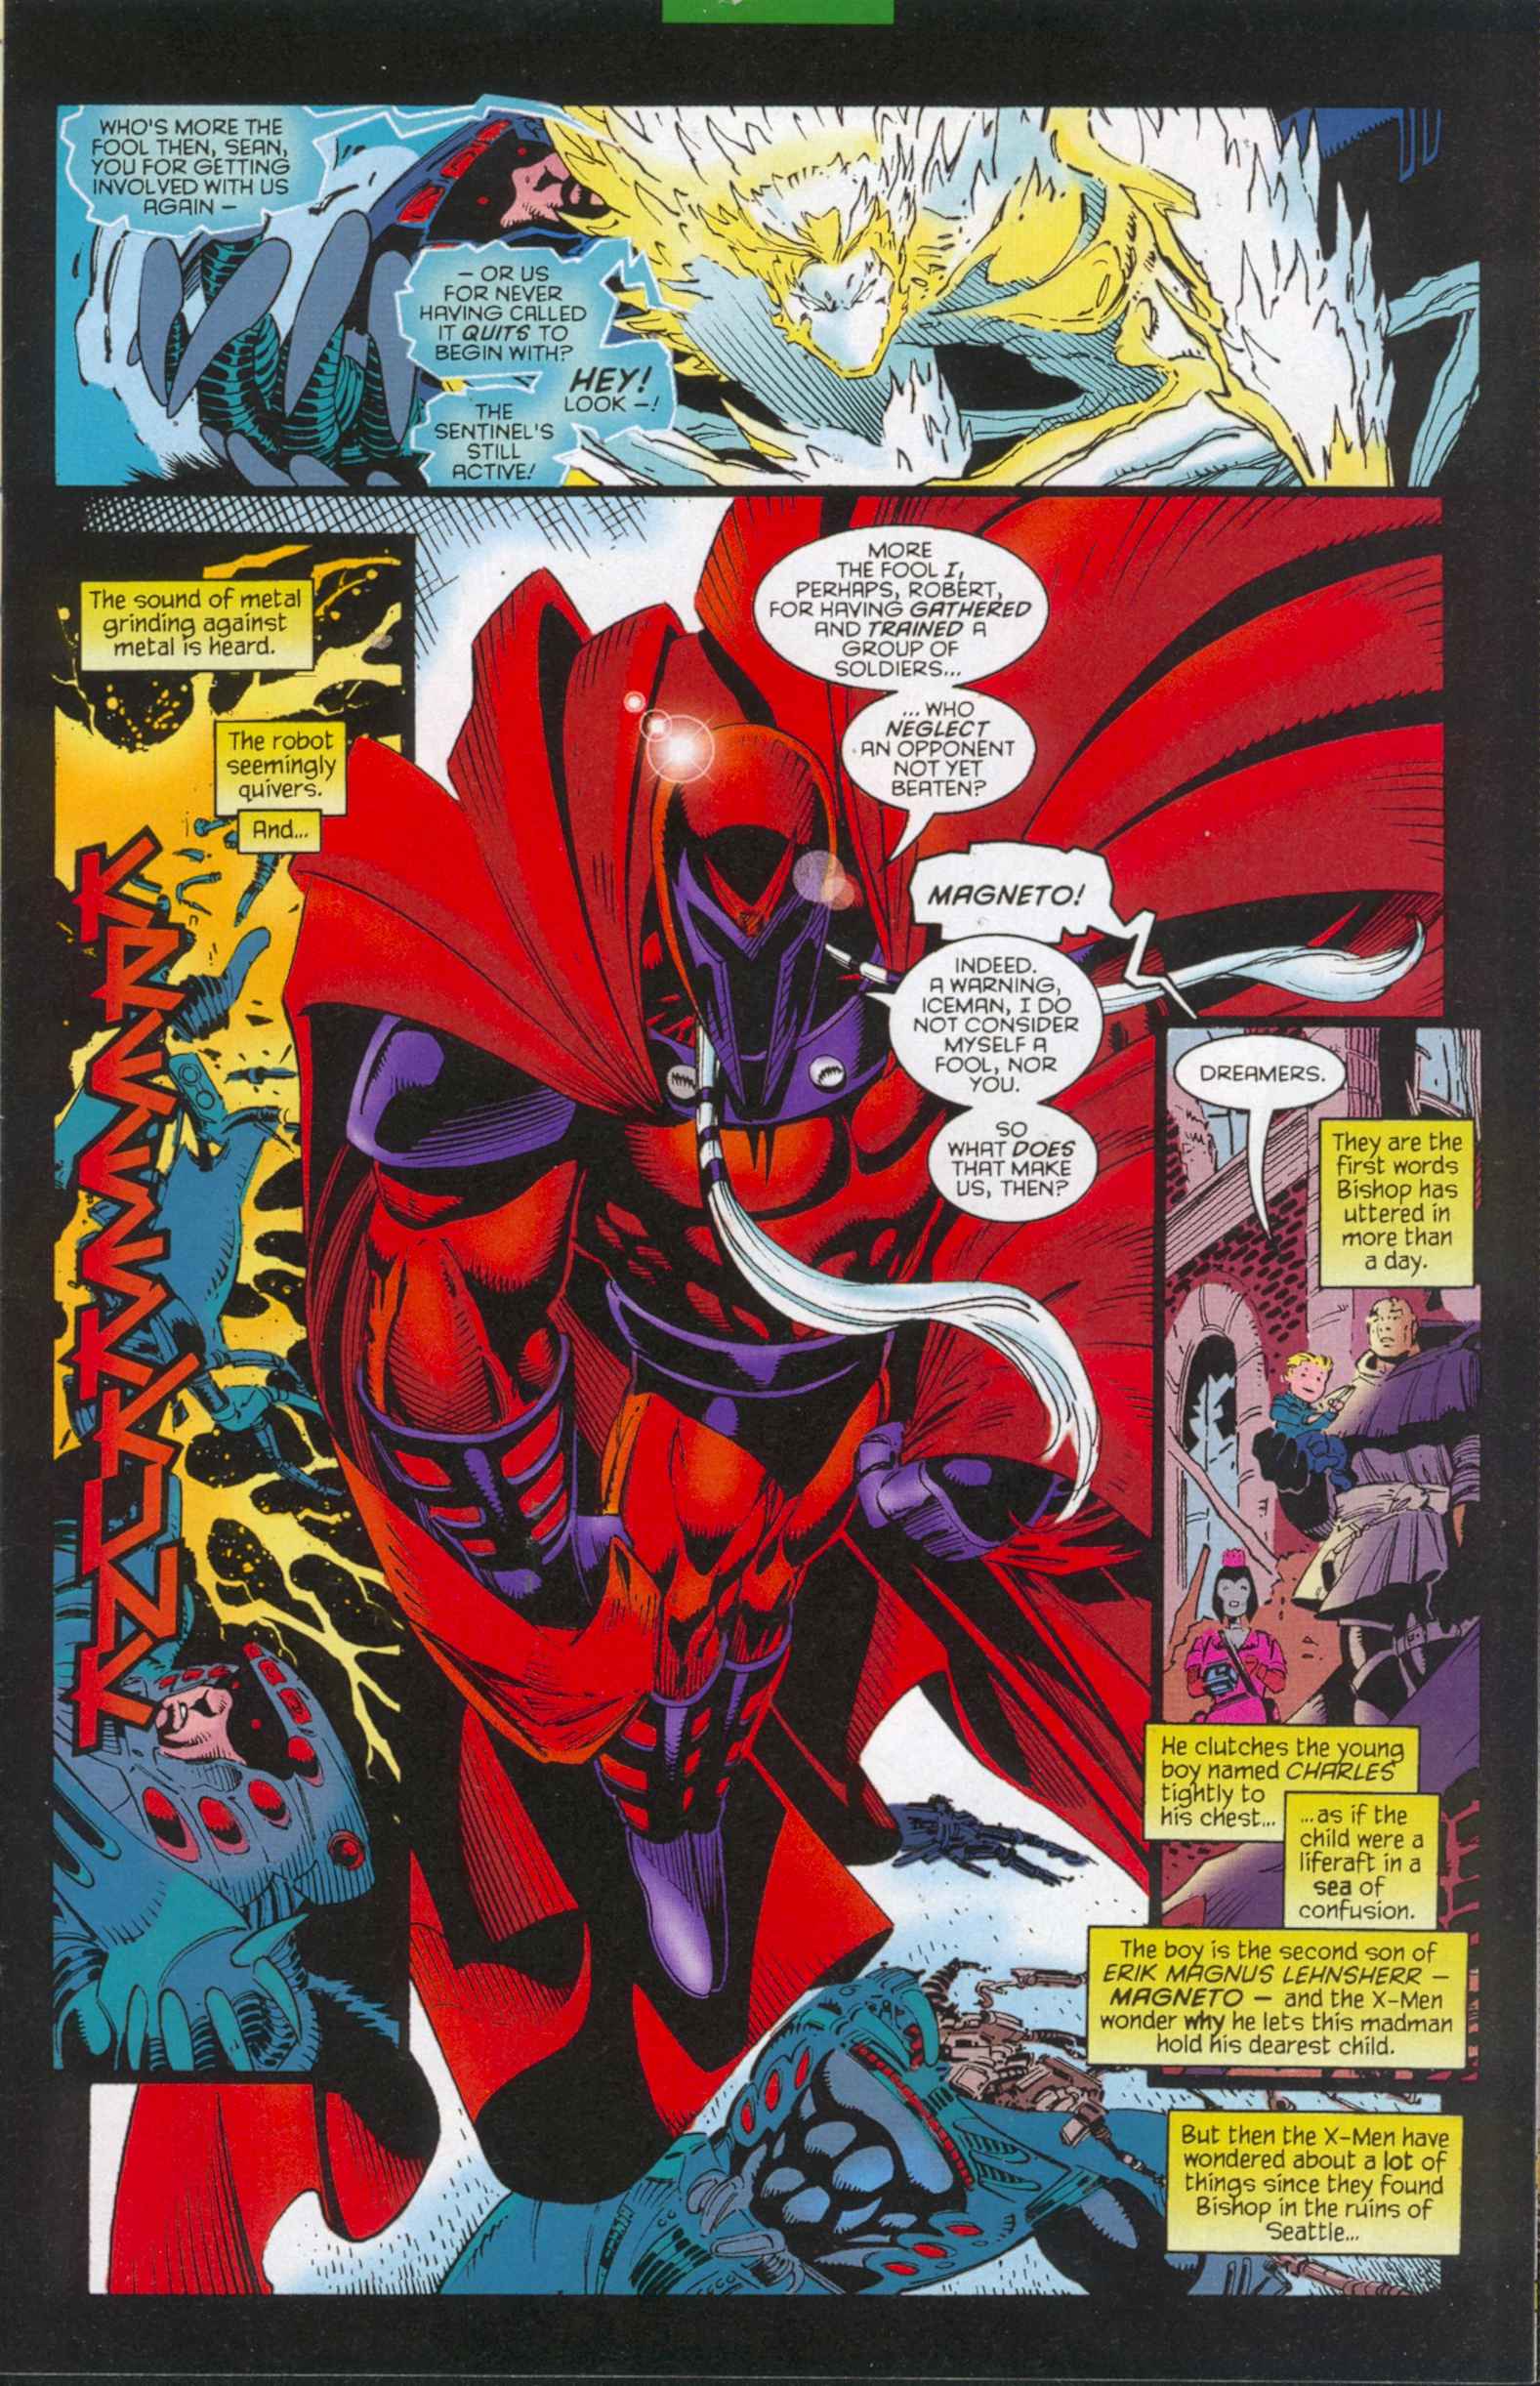 WHO'S MORE THE
FOOL THEN, SEAN,
YOU FOR GETTING
INVOLVED WITH US
AGAIN –
– OR US
FOR NEVER
HAVING CALLED
IT QUITS TO
BEGIN WITH?
HEY!
LOOK –!
THE
SENTINEL'S
STILL
ACTIVE!
The sound of metal
grinding against
metal is heard.
The robot
seemingly
quivers.
And...
MORE
THE FOOL I,
PERHAPS, ROBERT,
FOR HAVING GATHERED
AND TRAINED A
GROUP OF
SOLDIERS...
...WHO
NEGLECT
AN OPPONENT
NOT YET
BEATEN?
MAGNETO!
INDEED.
A WARNING,
ICEMAN, I DO
NOT CONSIDER
MYSELF A
FOOL, NOR
YOU.
SO
WHAT DOES
THAT MAKE
US, THEN?
DREAMERS.
They are the
first words
Bishop has
uttered in
more than
a day.
He clutches the young
boy named CHARLES
tightly to
his chest...
...as if the
child were a
liferaft in a
sea of
confusion.
The boy is the second son of
ERIK MAGNUS LEHNSHERR –
MAGNETO – and the X-Men
wonder why he lets this madman
hold his dearest child.
But then the X-Men have
wondered about a lot of
things since they found
Bishop in the ruins of
Seattle...